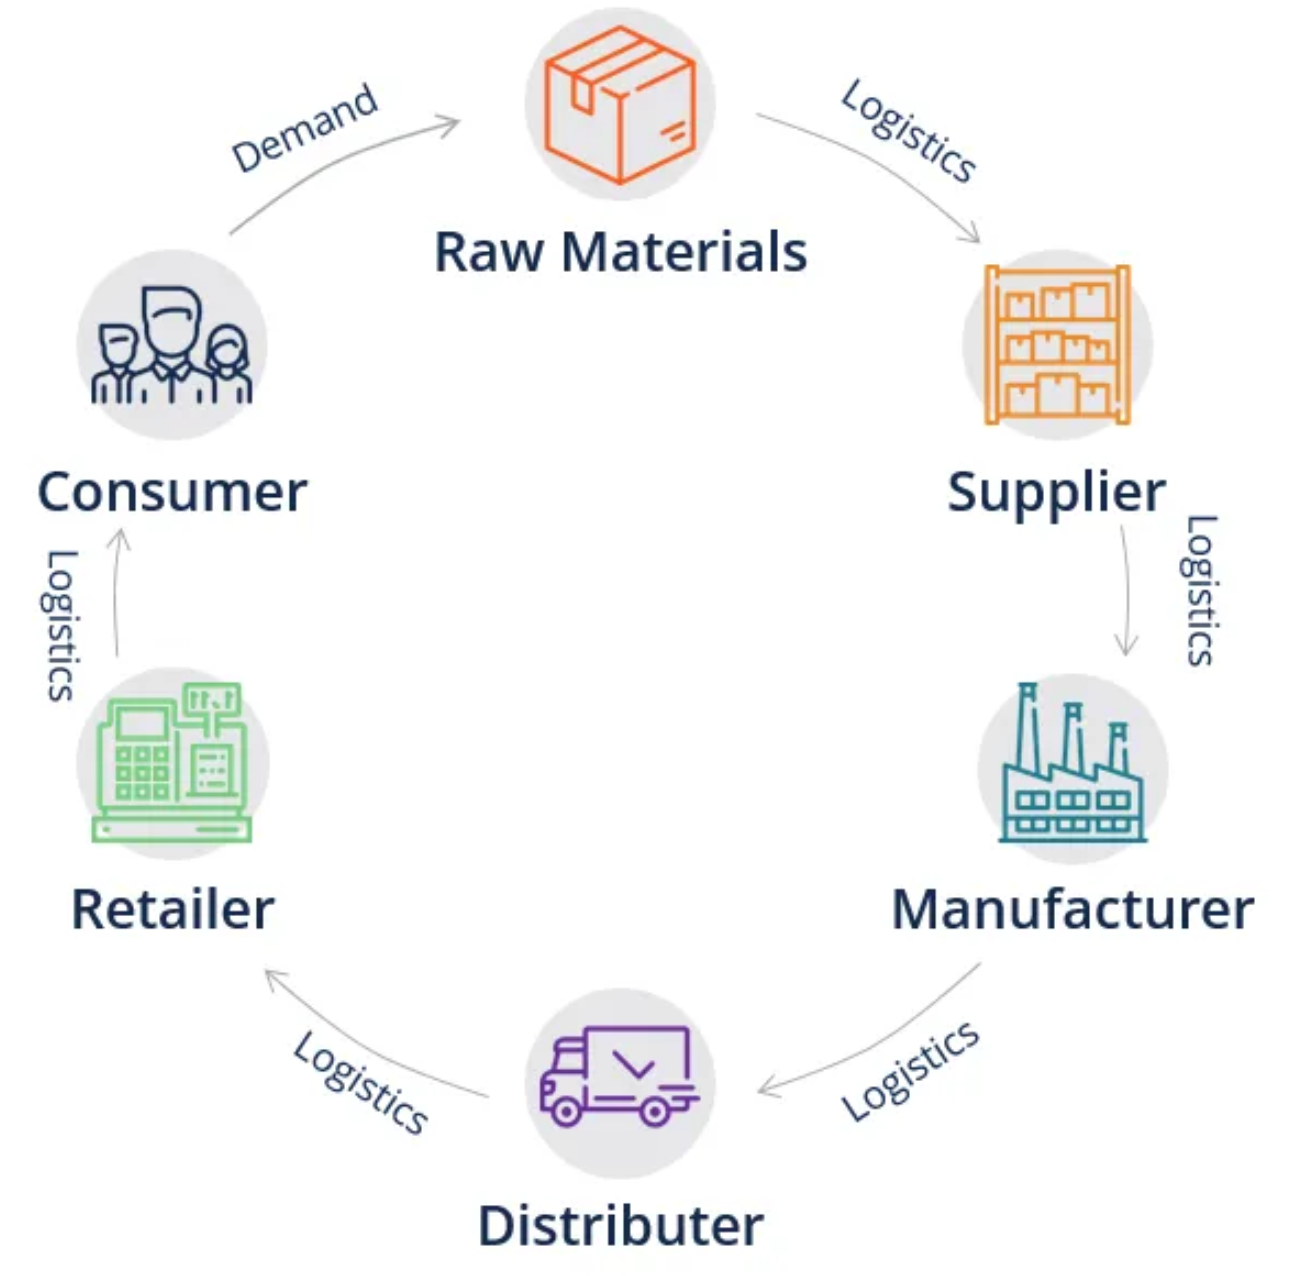 Demand
Logistics
Raw Materials
Consumer
Supplier
Logistics
Logistics
Retailer
Manufacturer
Logistics
Logistics
Distributer